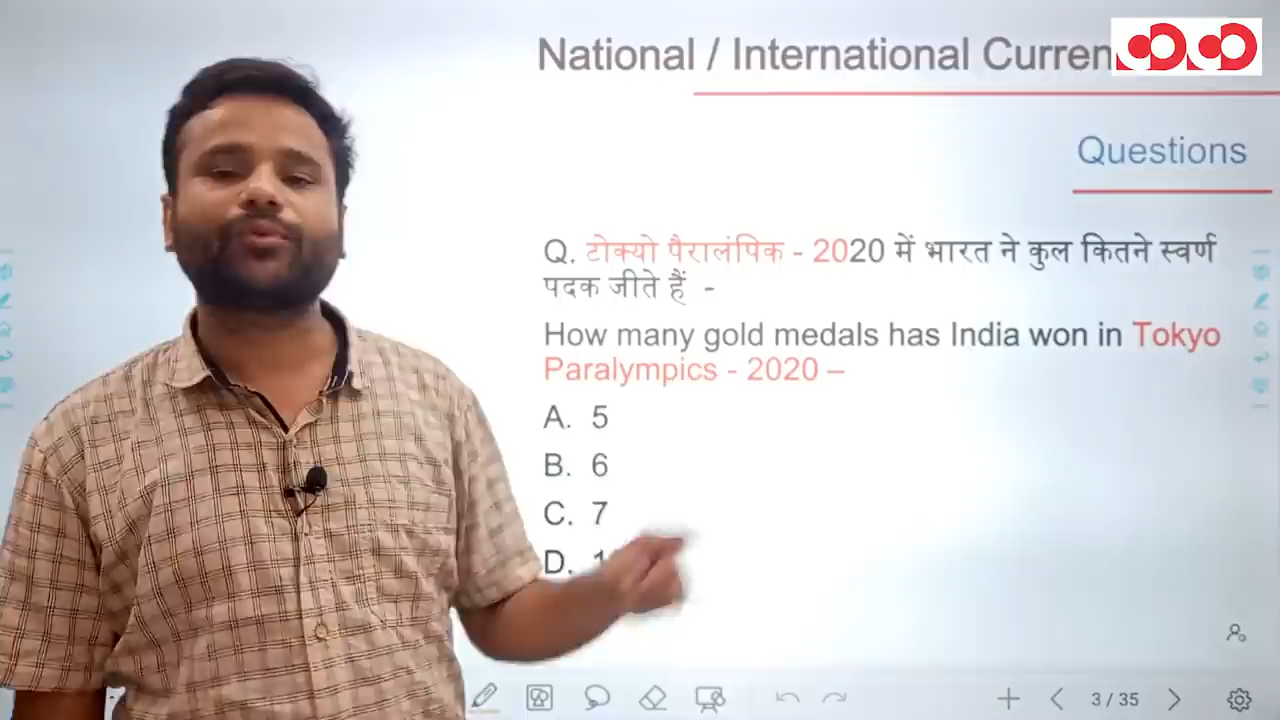 National / International
Questions
Q. टोक्यो पैरालंपिक - 2020 में भारत ने कुल कितने स्वर्ण
पदक जीते हैं -
How many gold medals has India won in Tokyo
Paralympics - 2020 –
A. 5
B. 6
C. 7
D.
3 / 35